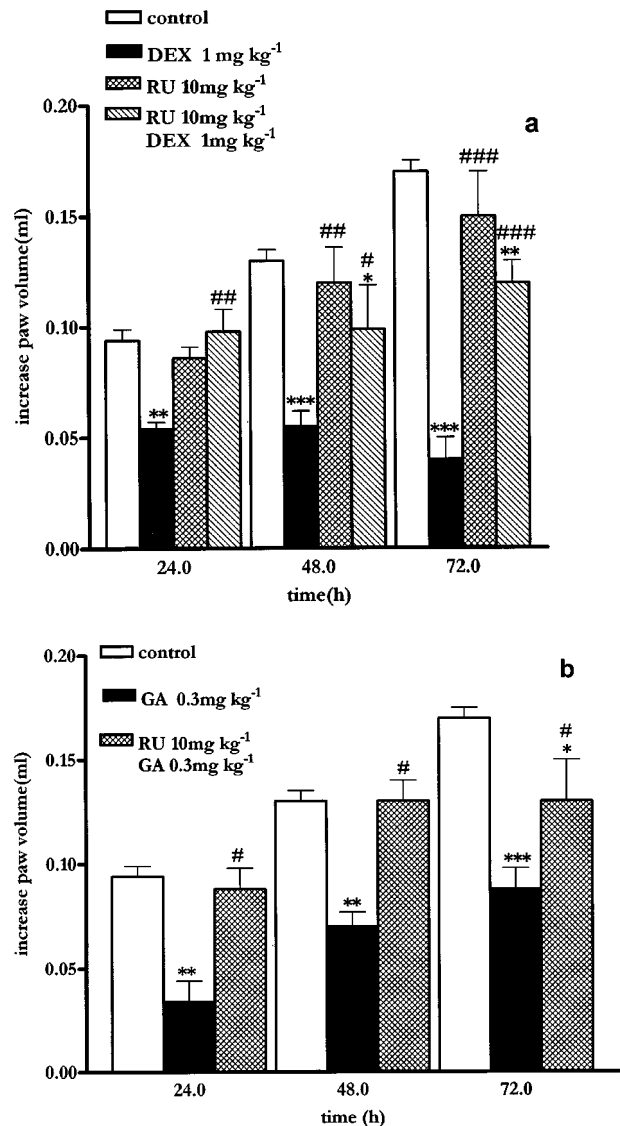 control
DEX 1 mg kg⁻¹
RU 10mg kg⁻¹
RU 10mg kg⁻¹
DEX 1mg kg⁻¹
a
0.20
0.15
0.10
0.05
0.00
increase paw volume(ml)
**
##
***
##
#
*
***
###
###
**
24.0 48.0 72.0
time(h)
control
GA 0.3mg kg⁻¹
RU 10mg kg⁻¹
GA 0.3mg kg⁻¹
b
0.20
0.15
0.10
0.05
0.00
increase paw volume(ml)
**
#
**
#
***
#
*
24.0 48.0 72.0
time (h)